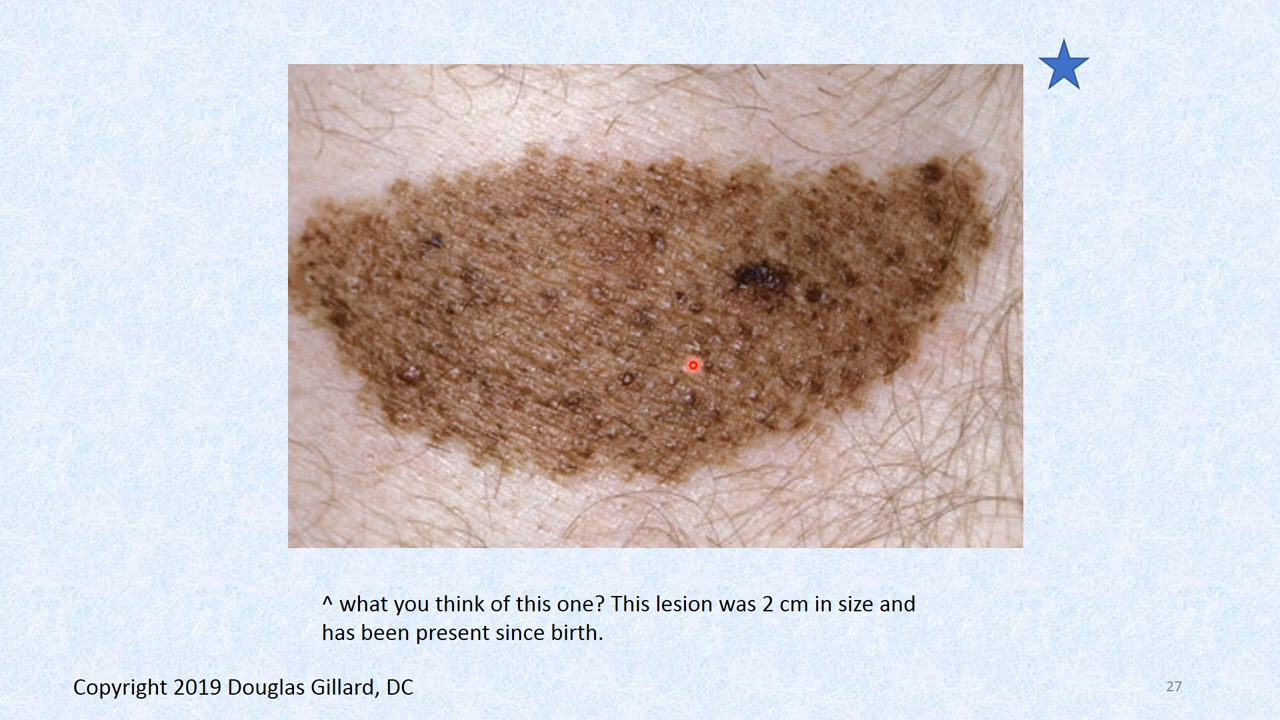 ^ what you think of this one? This lesion was 2 cm in size and
has been present since birth.
Copyright 2019 Douglas Gillard, DC
27